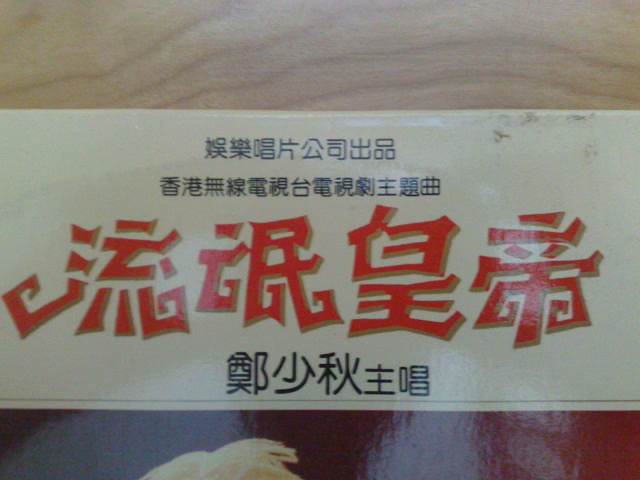 娛樂唱片公司出品
香港無線電視台電視劇主題曲
流氓皇帝
鄭少秋主唱